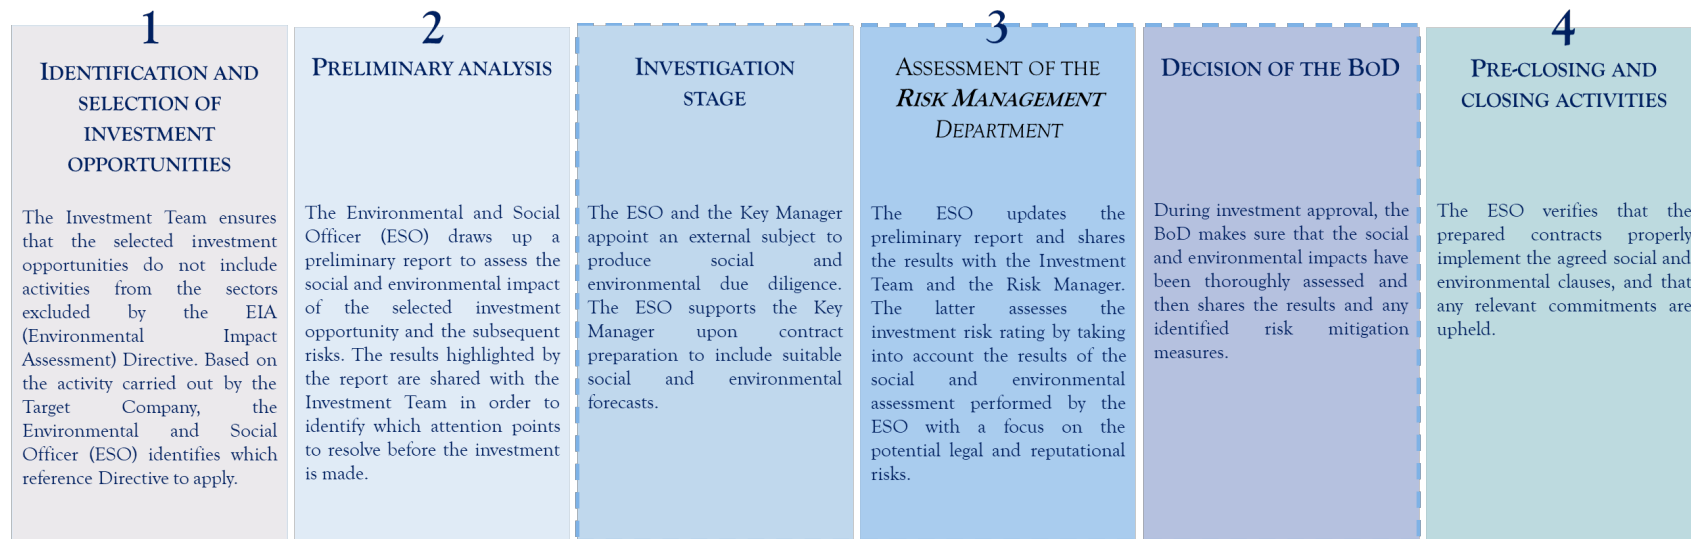 1
IDENTIFICATION AND
SELECTION OF
INVESTMENT
OPPORTUNITIES
The Investment Team ensures
that the selected investment
opportunities do not include
activities from the sectors
excluded by the EIA
(Environmental Impact
Assessment) Directive. Based on
the activity carried out by the
Target Company, the
Environmental and Social
Officer (ESO) identifies which
reference Directive to apply.
2
PRELIMINARY ANALYSIS
The Environmental and Social
Officer (ESO) draws up a
preliminary report to assess the
social and environmental impact
of the selected investment
opportunity and the subsequent
risks. The results highlighted by
the report are shared with the
Investment Team in order to
identify which attention points
to resolve before the investment
is made.
INVESTIGATION
STAGE
The ESO and the Key Manager
appoint an external subject to
produce social and
environmental due diligence.
The ESO supports the Key
Manager upon contract
preparation to include suitable
social and environmental
forecasts.
3
ASSESSMENT OF THE
RISK MANAGEMENT
DEPARTMENT
The ESO updates the
preliminary report and shares
the results with the Investment
Team and the Risk Manager.
The latter assesses the
investment risk rating by taking
into account the results of the
social and environmental
assessment performed by the
ESO with a focus on the
potential legal and reputational
risks.
DECISION OF THE BOD
During investment approval, the
BoD makes sure that the social
and environmental impacts have
been thoroughly assessed and
then shares the results and any
identified risk mitigation
measures.
4
PRE-CLOSING AND
CLOSING ACTIVITIES
The ESO verifies that the
prepared contracts properly
implement the agreed social and
environmental clauses, and that
any relevant commitments are
upheld.